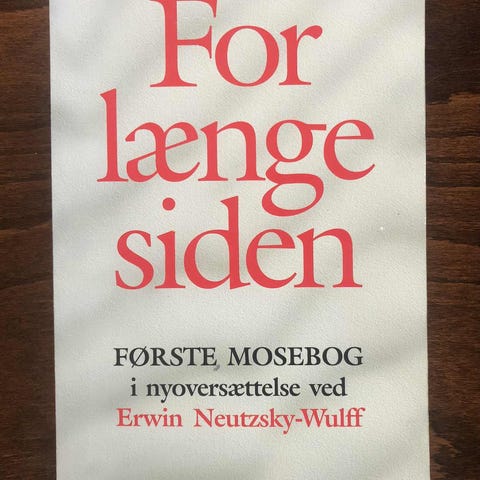 For
længe
siden
FØRSTE MOSEBOG
i nyoversættelse ved
Erwin Neutzsky-Wulff